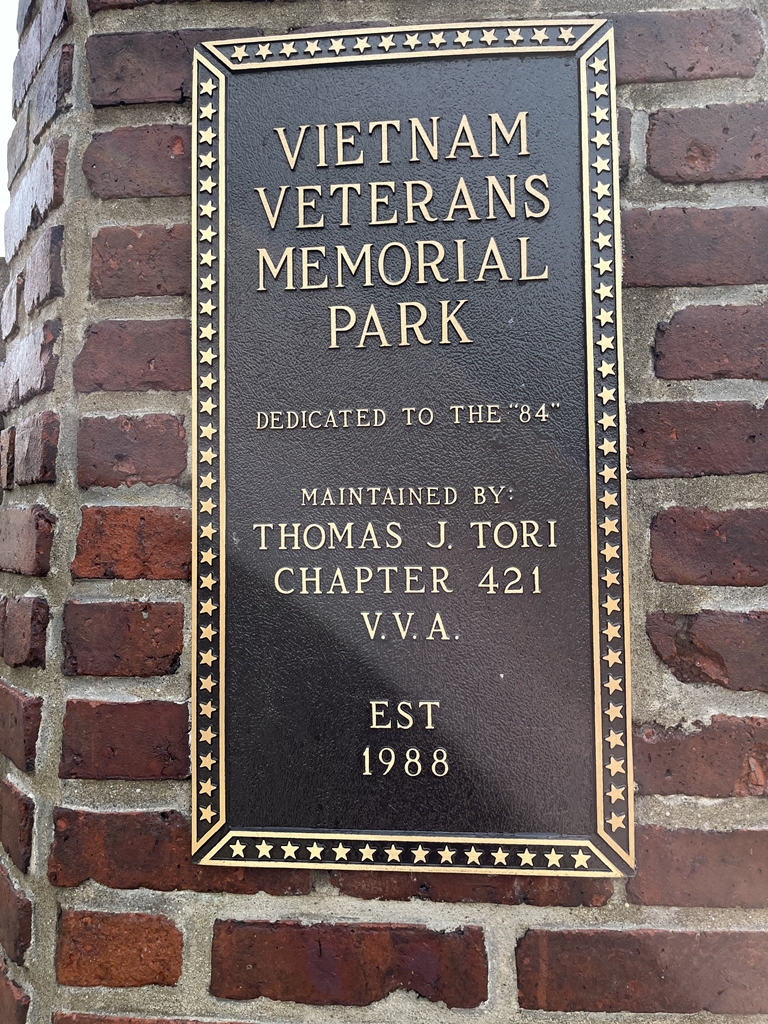 VIETNAM
VETERANS
MEMORIAL
PARK
DEDICATED TO THE "84"
MAINTAINED BY:
THOMAS J. TORI
CHAPTER 421
V.V.A.
EST
1988